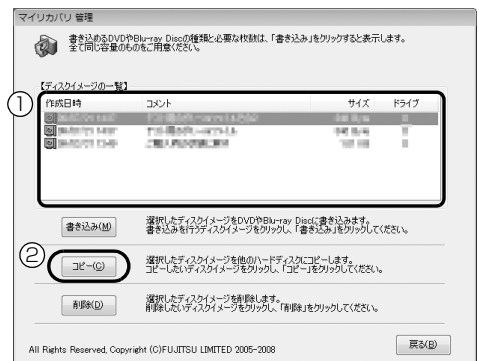 マイリカバリ 管理
書き込めるDVDやBlu-ray Discの種類と必要な枚数は、「書き込み」をクリックすると表示します。
全て同じ容量のものをご用意ください。
【ディスクイメージの一覧】
①
作成日時 コメント サイズ ドライブ
書き込み(M) 選択したディスクイメージをDVDやBlu-ray Discに書き込みます。
書き込みを行うディスクイメージをクリックし、「書き込み」をクリックしてください。
②
コピー(C) 選択したディスクイメージを他のハードディスクにコピーします。
コピーしたいディスクイメージをクリックし、「コピー」をクリックしてください。
削除(D) 選択したディスクイメージを削除します。
削除したいディスクイメージをクリックし、「削除」をクリックしてください。
All Rights Reserved, Copyright (C)FUJITSU LIMITED 2005-2008 戻る(B)